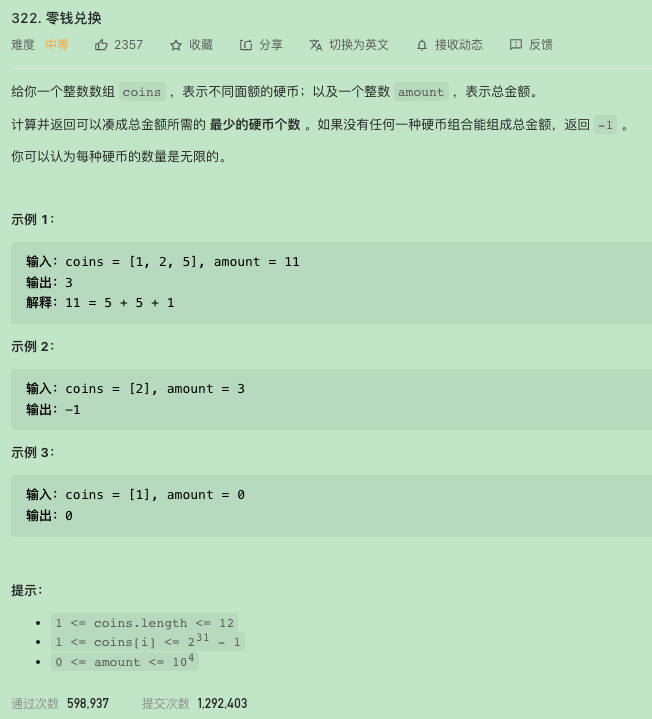 322. 零钱兑换
难度 中等 2357 收藏 分享 切换为英文 接收动态 反馈
给你一个整数数组 coins ，表示不同面额的硬币；以及一个整数 amount ，表示总金额。
计算并返回可以凑成总金额所需的 最少的硬币个数 。如果没有任何一种硬币组合能组成总金额，返回 -1 。
你可以认为每种硬币的数量是无限的。
示例 1：
输入：coins = [1, 2, 5], amount = 11
输出：3
解释：11 = 5 + 5 + 1
示例 2：
输入：coins = [2], amount = 3
输出：-1
示例 3：
输入：coins = [1], amount = 0
输出：0
提示：
1 <= coins.length <= 12
1 <= coins[i] <= 2³¹ - 1
0 <= amount <= 10⁴
通过次数 598,937 提交次数 1,292,403